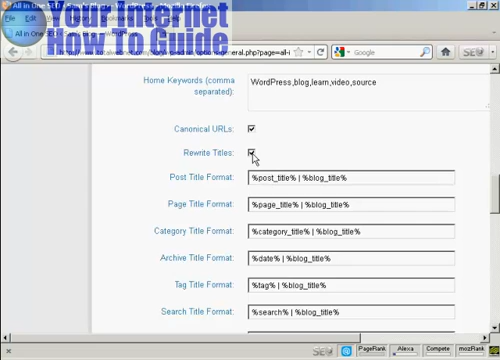 Your Internet
How To Guide
Google
Home Keywords (comma separated):
WordPress,blog,learn,video,source
Canonical URLs:
Rewrite Titles:
Post Title Format:
%post_title% | %blog_title%
Page Title Format:
%page_title% | %blog_title%
Category Title Format:
%category_title% | %blog_title%
Archive Title Format:
%date% | %blog_title%
Tag Title Format:
%tag% | %blog_title%
Search Title Format:
%search% | %blog_title%
Done
PageRank
Alexa
Compete
mozRank